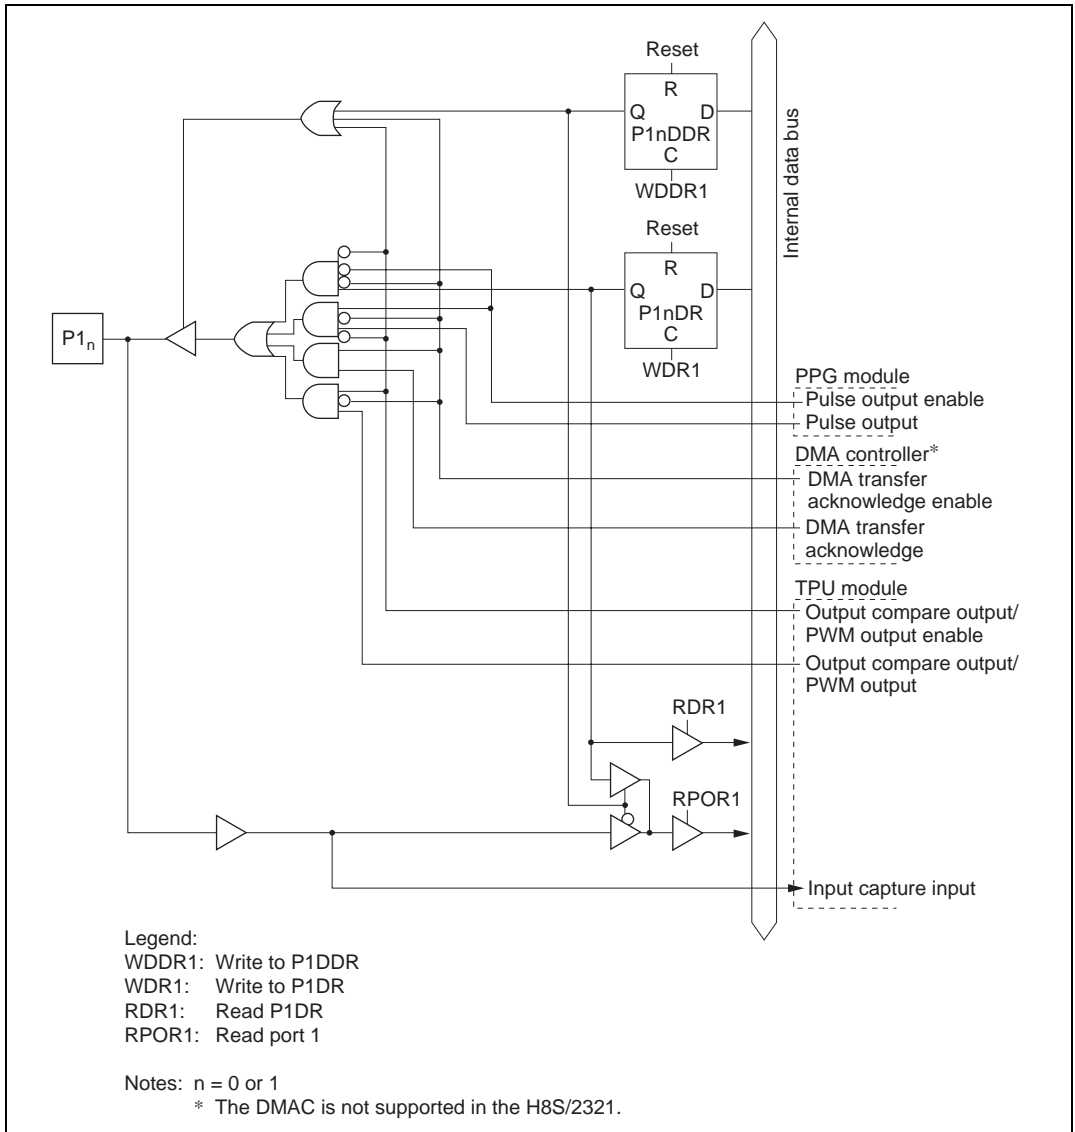 Reset
R
Q D
P1nDDR
C
WDDR1
Internal data bus
Reset
R
Q D
P1nDR
C
WDR1
P1n
PPG module
Pulse output enable
Pulse output
DMA controller*
DMA transfer
acknowledge enable
DMA transfer
acknowledge
TPU module
Output compare output/
PWM output enable
Output compare output/
PWM output
RDR1
RPOR1
Input capture input
Legend:
WDDR1: Write to P1DDR
WDR1: Write to P1DR
RDR1: Read P1DR
RPOR1: Read port 1
Notes: n = 0 or 1
* The DMAC is not supported in the H8S/2321.